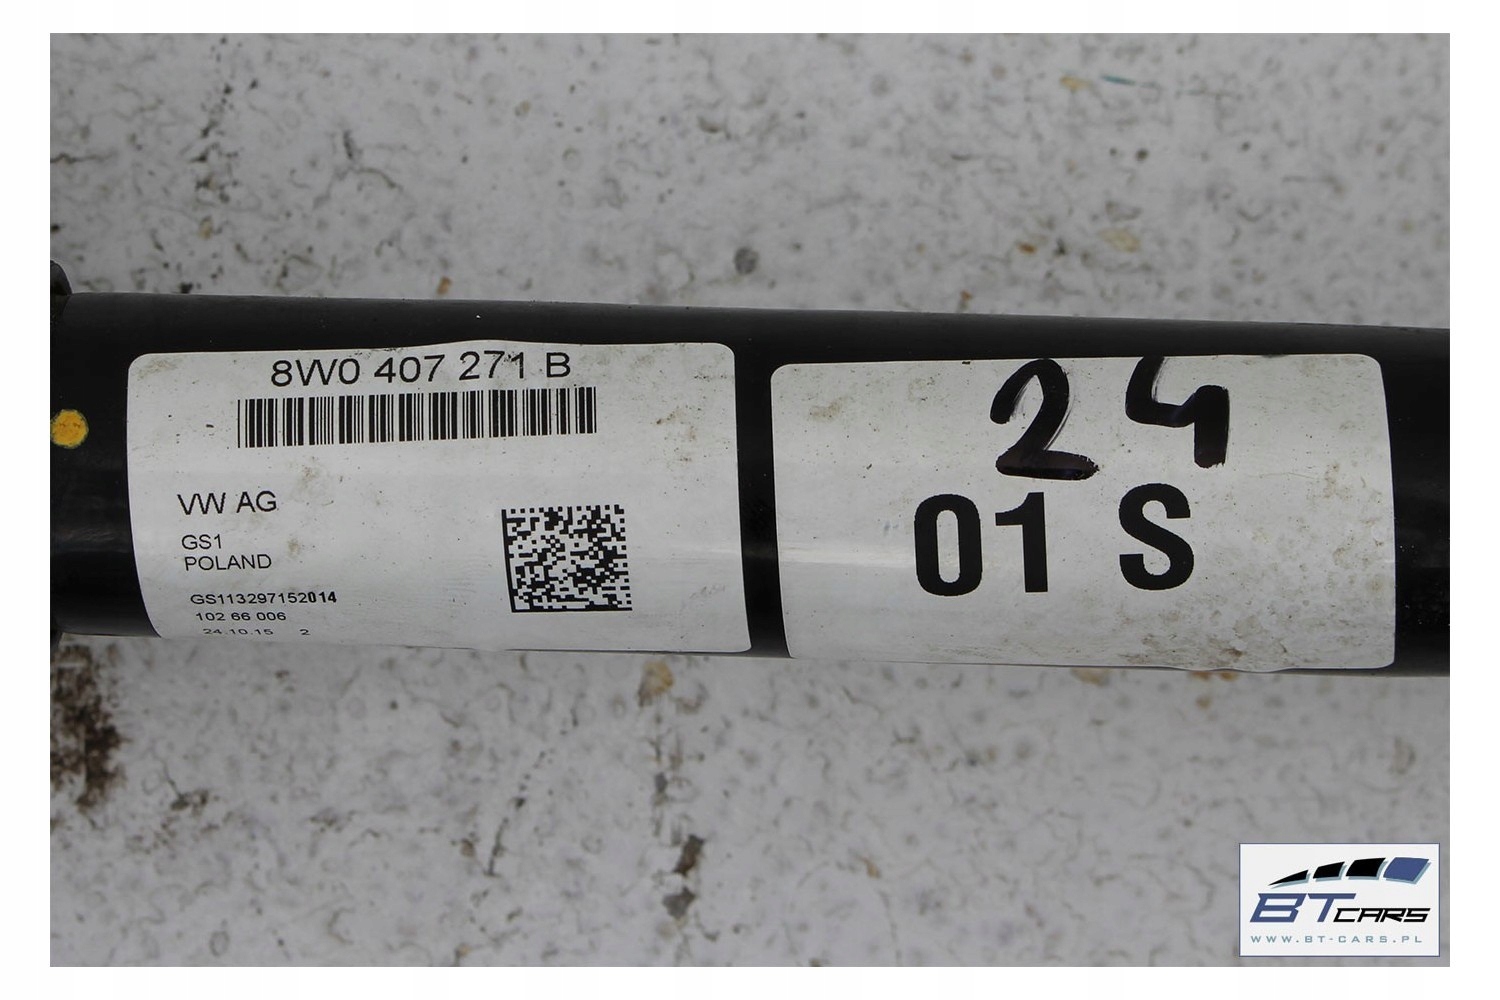 8W0 407 271 B
VW AG
GS1
POLAND
GS113297152014
102 66 006
24.10.15 2
24
01 S
BT CARS
WWW.BT-CARS.PL